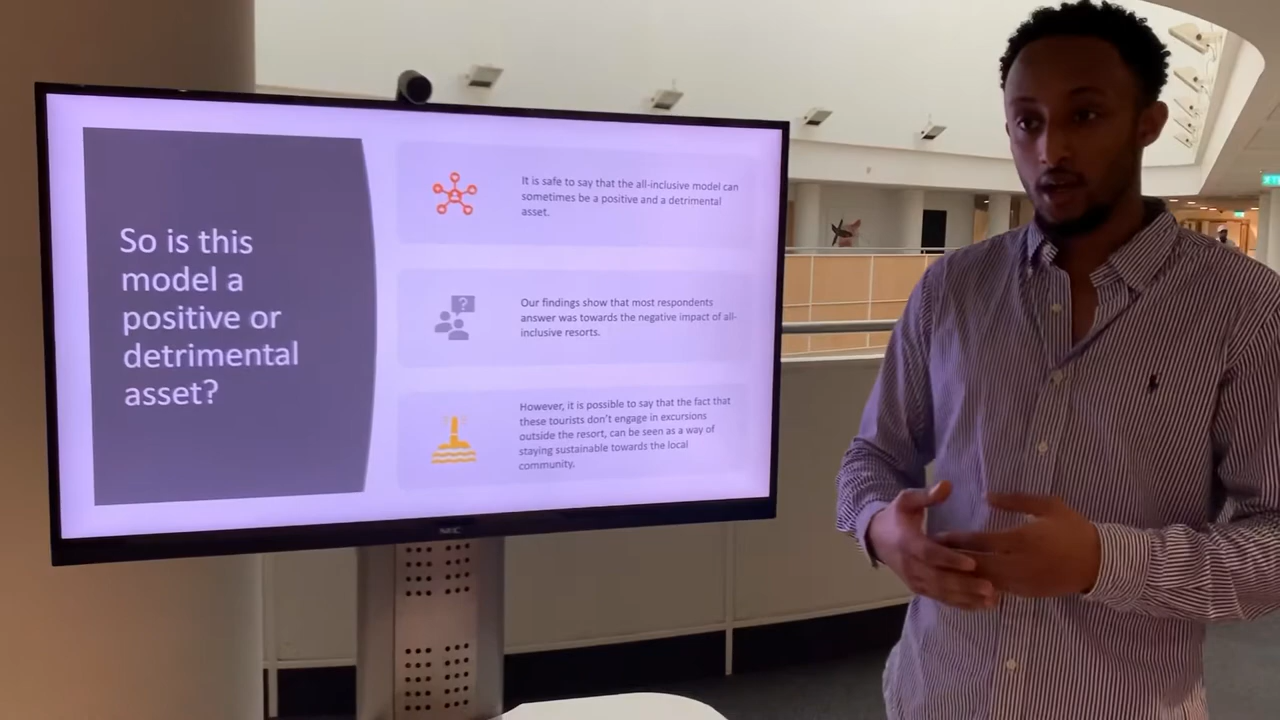 So is this
model a
positive or
detrimental
asset?
It is safe to say that the all-inclusive model can
sometimes be a positive and a detrimental
asset.
Our findings show that most respondents
answer was towards the negative impact of all-
inclusive resorts.
However, it is possible to say that the fact that
these tourists don't engage in excursions
outside the resort, can be seen as a way of
staying sustainable towards the local
community.
NEC